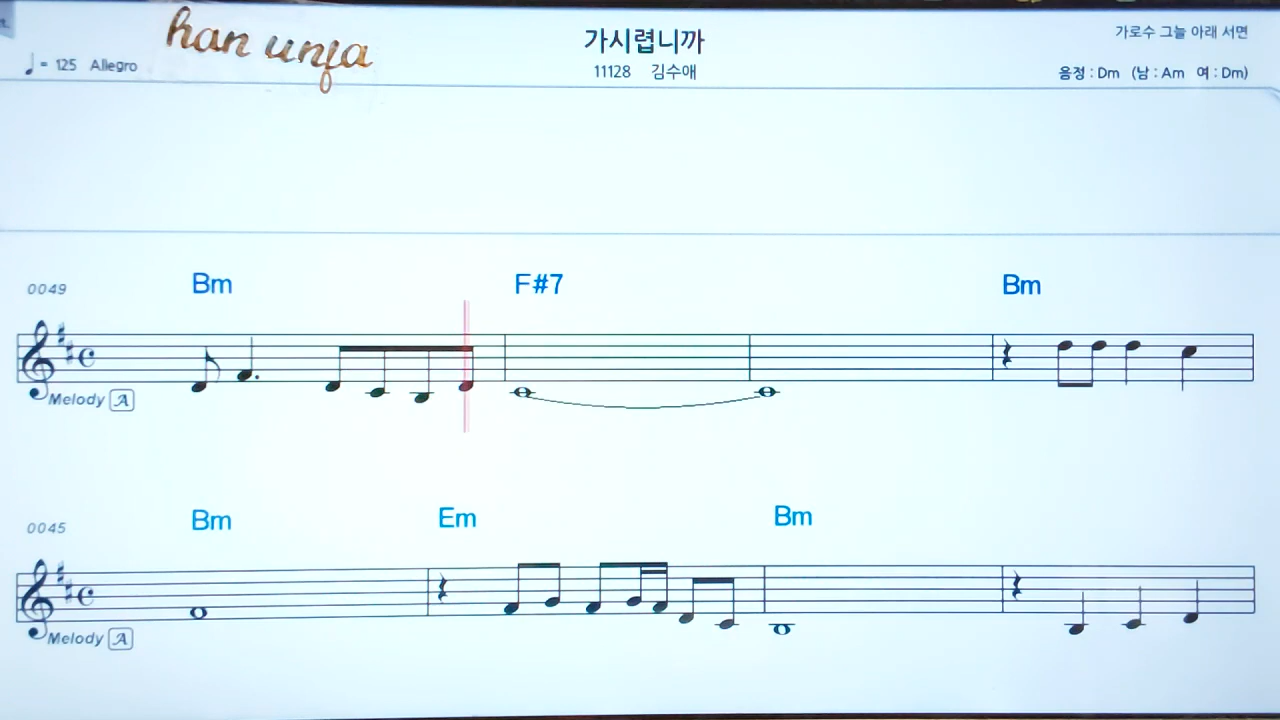 han unja
가시렵니까
가로수 그늘 아래 서면
♩= 125 Allegro
11128 김수애
음정 : Dm (남 : Am 여 : Dm)
0049
Bm F#7 Bm
Melody A
0045
Bm Em Bm
Melody A